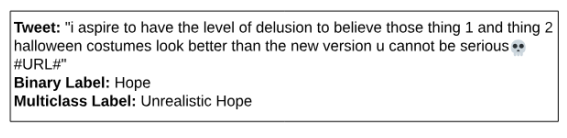 Tweet: "i aspire to have the level of delusion to believe those thing 1 and thing 2
halloween costumes look better than the new version u cannot be serious💀
#URL#"
Binary Label: Hope
Multiclass Label: Unrealistic Hope